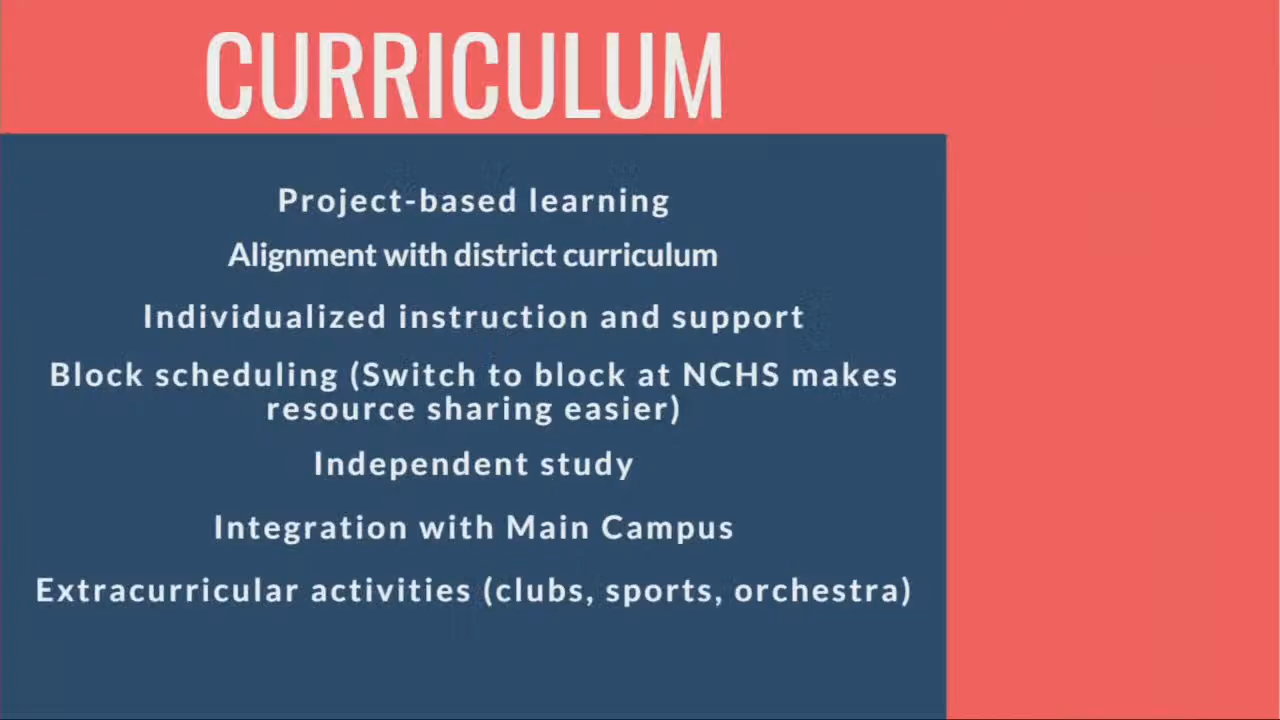 CURRICULUM
Project-based learning
Alignment with district curriculum
Individualized instruction and support
Block scheduling (Switch to block at NCHS makes
resource sharing easier)
Independent study
Integration with Main Campus
Extracurricular activities (clubs, sports, orchestra)